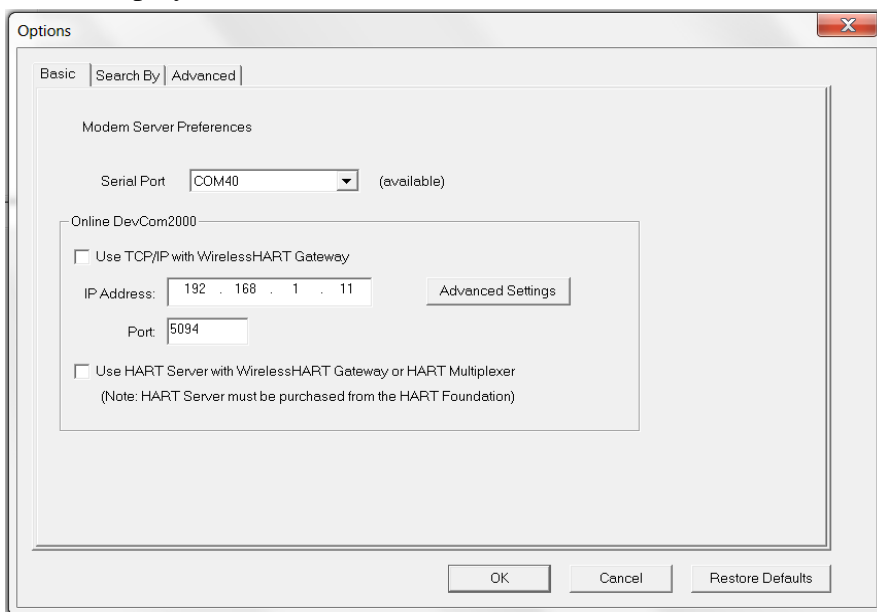 Options
X
Basic Search By Advanced
Modem Server Preferences
Serial Port COM40 (available)
Online DevCom2000
Use TCP/IP with WirelessHART Gateway
IP Address: 192 . 168 . 1 . 11 Advanced Settings
Port: 5094
Use HART Server with WirelessHART Gateway or HART Multiplexer
(Note: HART Server must be purchased from the HART Foundation)
OK Cancel Restore Defaults